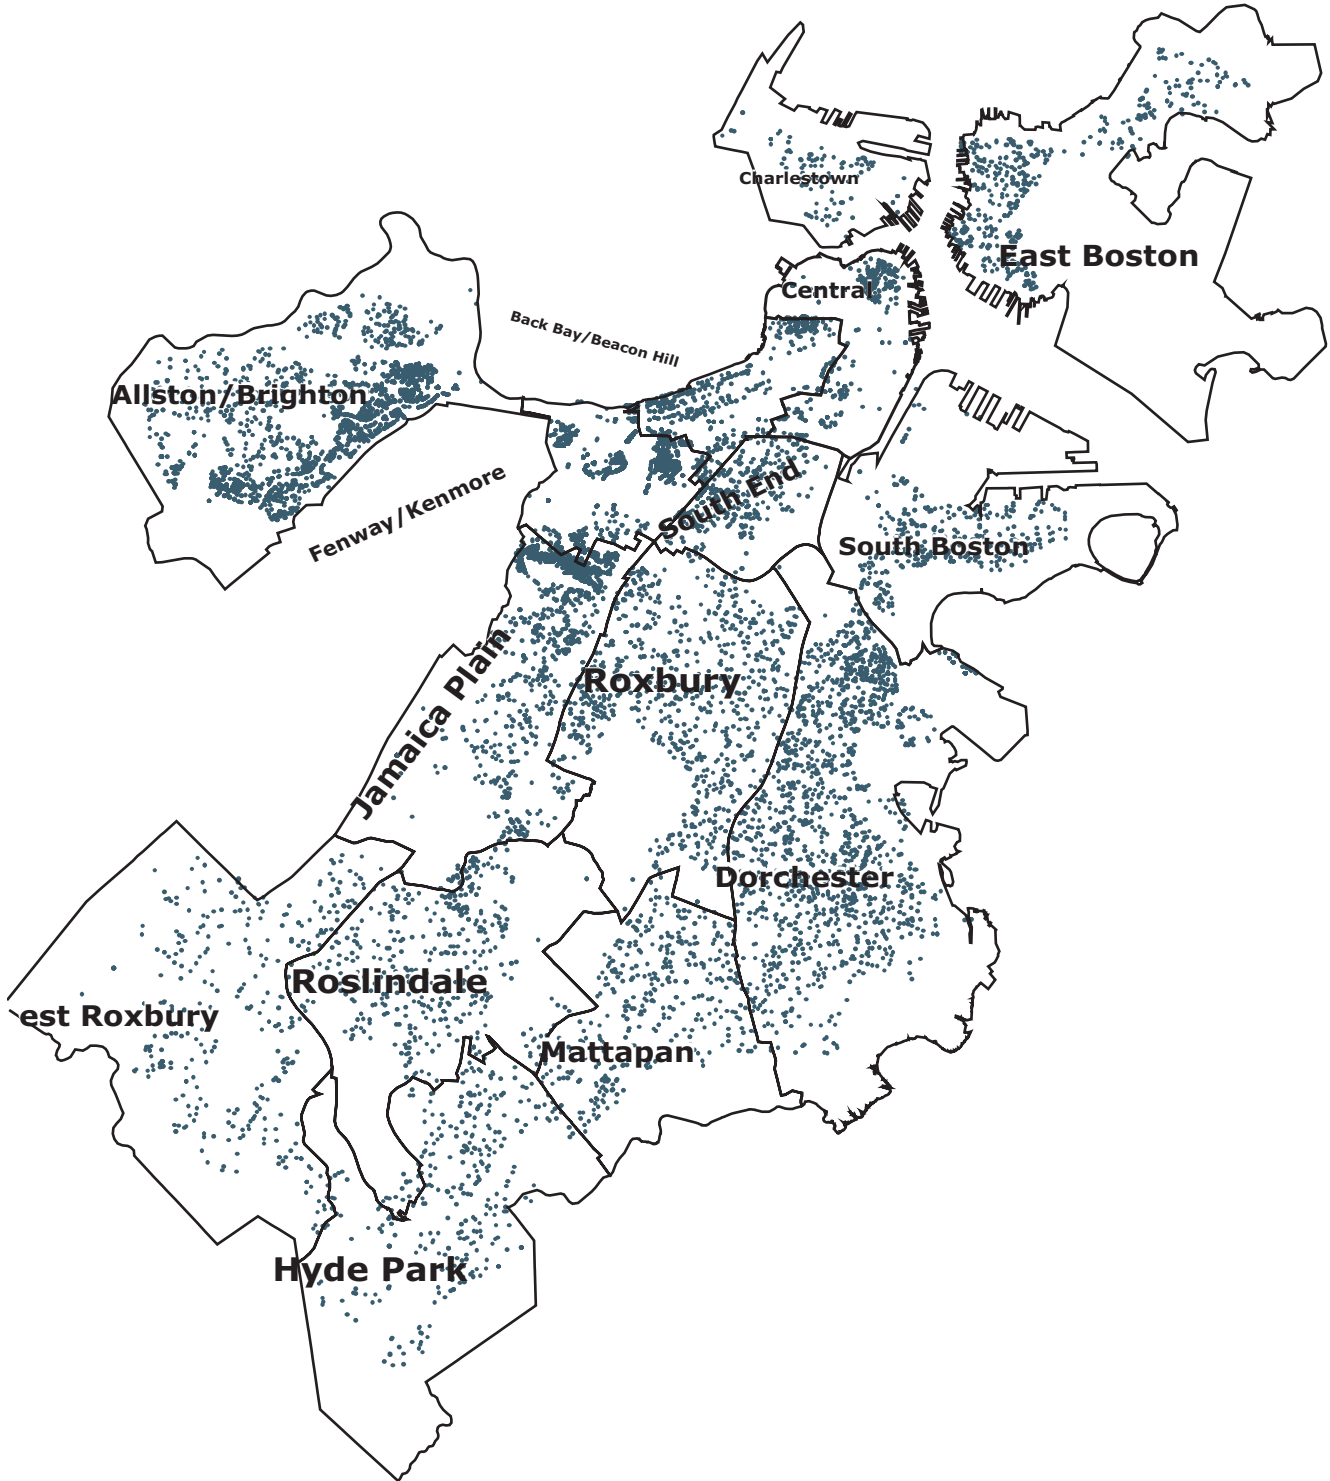 Charlestown
East Boston
Central
Back Bay/Beacon Hill
Allston/Brighton
South End
Fenway/Kenmore
South Boston
Jamaica Plain
Roxbury
Dorchester
Roslindale
est Roxbury
Mattapan
Hyde Park